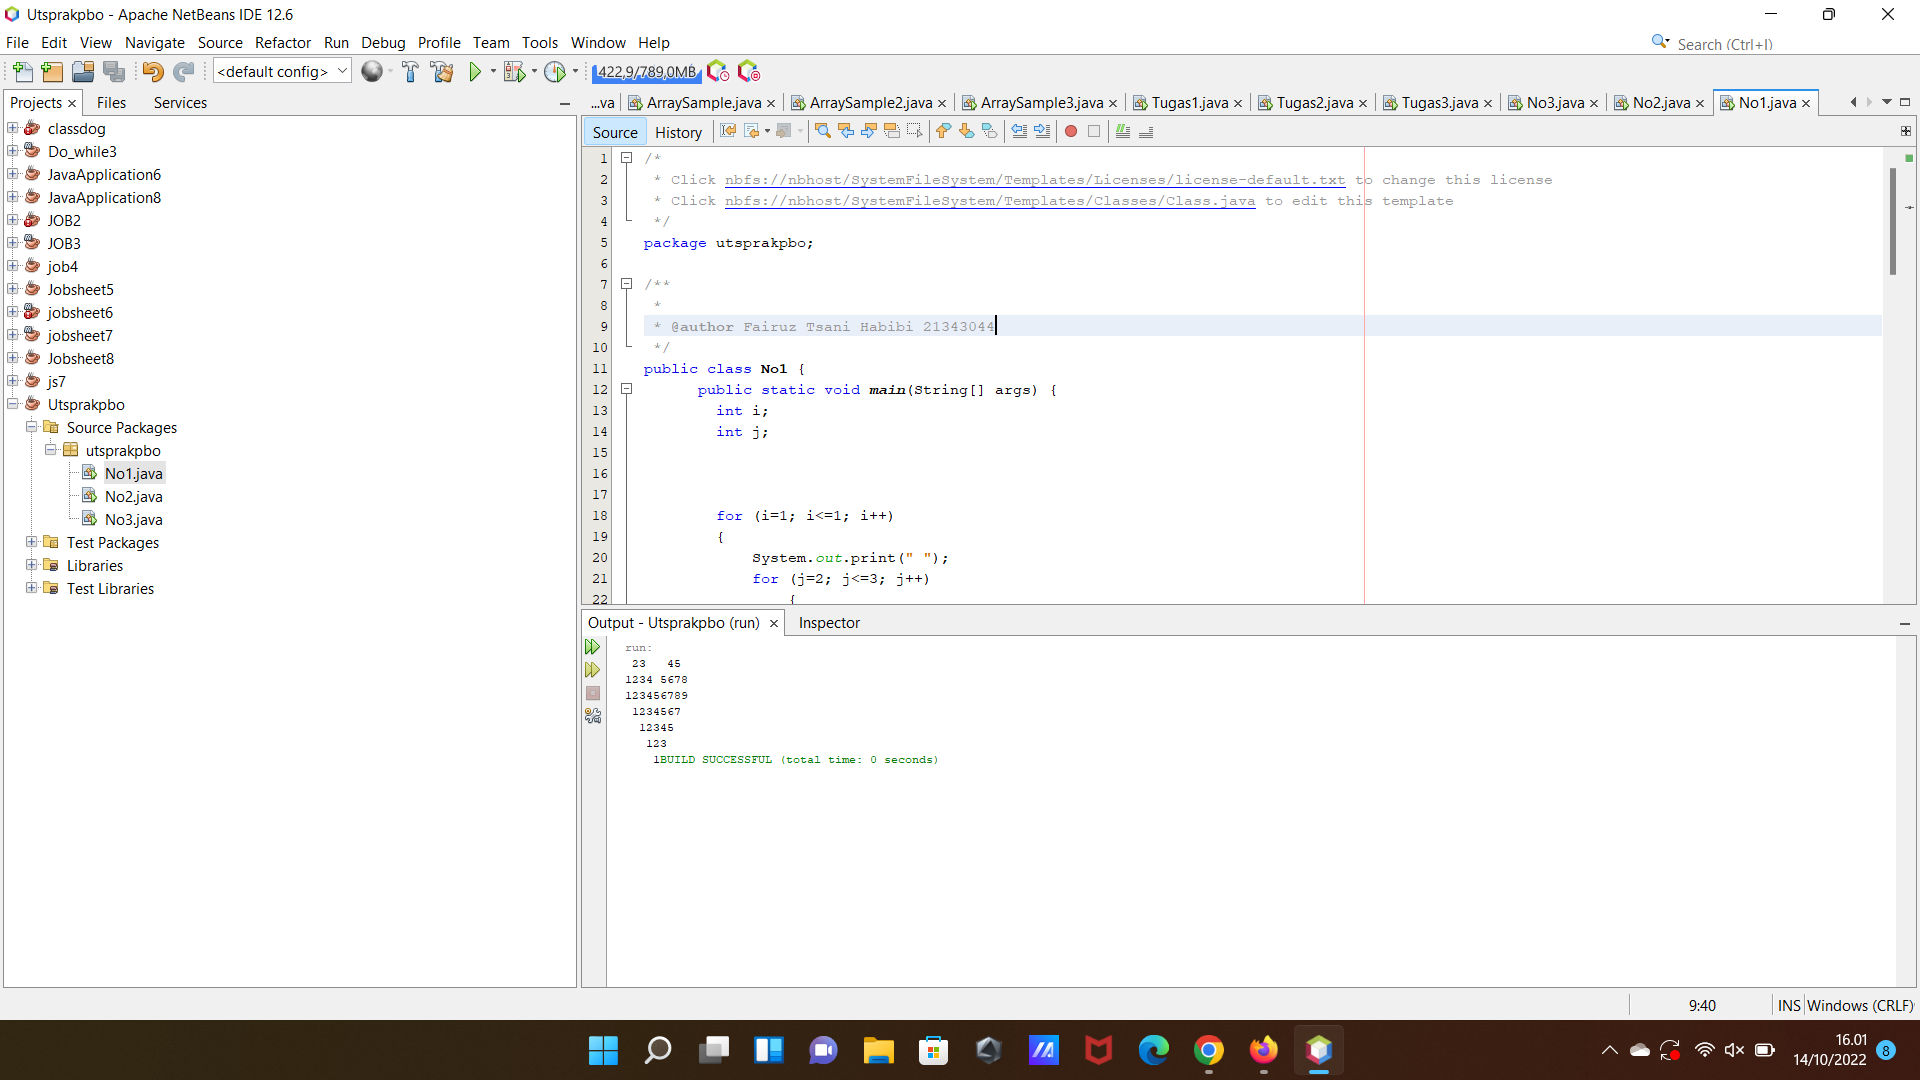 Utsprakpbo - Apache NetBeans IDE 12.6
File Edit View Navigate Source Refactor Run Debug Profile Team Tools Window Help
Search (Ctrl+I)
<default config>
422,9/789,0MB
Projects Files Services
classdog
Do_while3
JavaApplication6
JavaApplication8
JOB2
JOB3
job4
Jobsheet5
jobsheet6
jobsheet7
Jobsheet8
js7
Utsprakpbo
Source Packages
utsprakpbo
No1.java
No2.java
No3.java
Test Packages
Libraries
Test Libraries
...va ArraySample.java ArraySample2.java ArraySample3.java Tugas1.java Tugas2.java Tugas3.java No3.java No2.java No1.java
Source History
1 /*
2 * Click nbfs://nbhost/SystemFileSystem/Templates/Licenses/license-default.txt to change this license
3 * Click nbfs://nbhost/SystemFileSystem/Templates/Classes/Class.java to edit this template
4 */
5 package utsprakpbo;
6
7 /**
8 *
9 * @author Fairuz Tsani Habibi 21343044
10 */
11 public class No1 {
12 public static void main(String[] args) {
13 int i;
14 int j;
15
16
17
18 for (i=1; i<=1; i++)
19 {
20 System.out.print(" ");
21 for (j=2; j<=3; j++)
22 {
Output - Utsprakpbo (run) Inspector
run:
 23   45
1234 5678
123456789
 1234567
  12345
   123
    1BUILD SUCCESSFUL (total time: 0 seconds)
9:40 INS Windows (CRLF)
16.01
14/10/2022
8